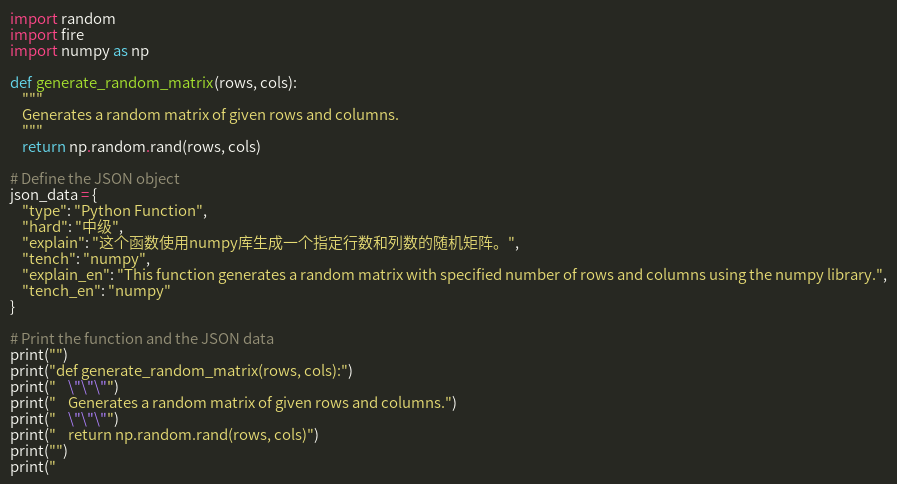 import random
import fire
import numpy as np

def generate_random_matrix(rows, cols):
    """
    Generates a random matrix of given rows and columns.
    """
    return np.random.rand(rows, cols)

# Define the JSON object
json_data = {
    "type": "Python Function",
    "hard": "中级",
    "explain": "这个函数使用numpy库生成一个指定行数和列数的随机矩阵。",
    "tench": "numpy",
    "explain_en": "This function generates a random matrix with specified number of rows and columns using the numpy library.",
    "tench_en": "numpy"
}

# Print the function and the JSON data
print("")
print("def generate_random_matrix(rows, cols):")
print("    \"\"\"")
print("    Generates a random matrix of given rows and columns.")
print("    \"\"\"")
print("    return np.random.rand(rows, cols)")
print("")
print("